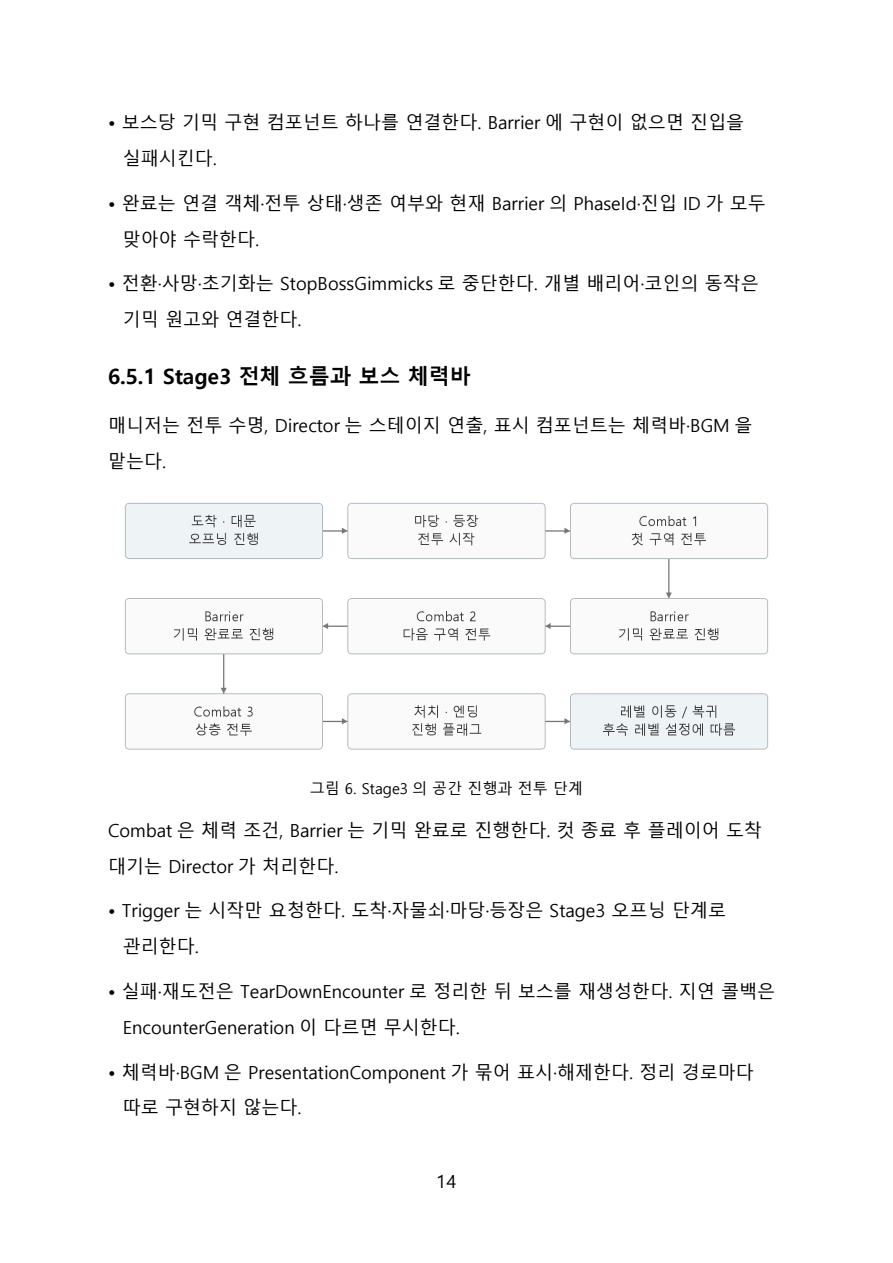 • 보스당 기믹 구현 컴포넌트 하나를 연결한다. Barrier 에 구현이 없으면 진입을
실패시킨다.
• 완료는 연결 객체·전투 상태·생존 여부와 현재 Barrier 의 PhaseId·진입 ID 가 모두
맞아야 수락한다.
• 전환·사망·초기화는 StopBossGimmicks 로 중단한다. 개별 배리어·코인의 동작은
기믹 원고와 연결한다.
6.5.1 Stage3 전체 흐름과 보스 체력바
매니저는 전투 수명, Director 는 스테이지 연출, 표시 컴포넌트는 체력바·BGM 을
맡는다.
도착 · 대문
오프닝 진행
마당 · 등장
전투 시작
Combat 1
첫 구역 전투
Barrier
기믹 완료로 진행
Combat 2
다음 구역 전투
Barrier
기믹 완료로 진행
Combat 3
상층 전투
처치 · 엔딩
진행 플래그
레벨 이동 / 복귀
후속 레벨 설정에 따름
그림 6. Stage3 의 공간 진행과 전투 단계
Combat 은 체력 조건, Barrier 는 기믹 완료로 진행한다. 컷 종료 후 플레이어 도착
대기는 Director 가 처리한다.
• Trigger 는 시작만 요청한다. 도착·자물쇠·마당·등장은 Stage3 오프닝 단계로
관리한다.
• 실패·재도전은 TearDownEncounter 로 정리한 뒤 보스를 재생성한다. 지연 콜백은
EncounterGeneration 이 다르면 무시한다.
• 체력바·BGM 은 PresentationComponent 가 묶어 표시·해제한다. 정리 경로마다
따로 구현하지 않는다.
14